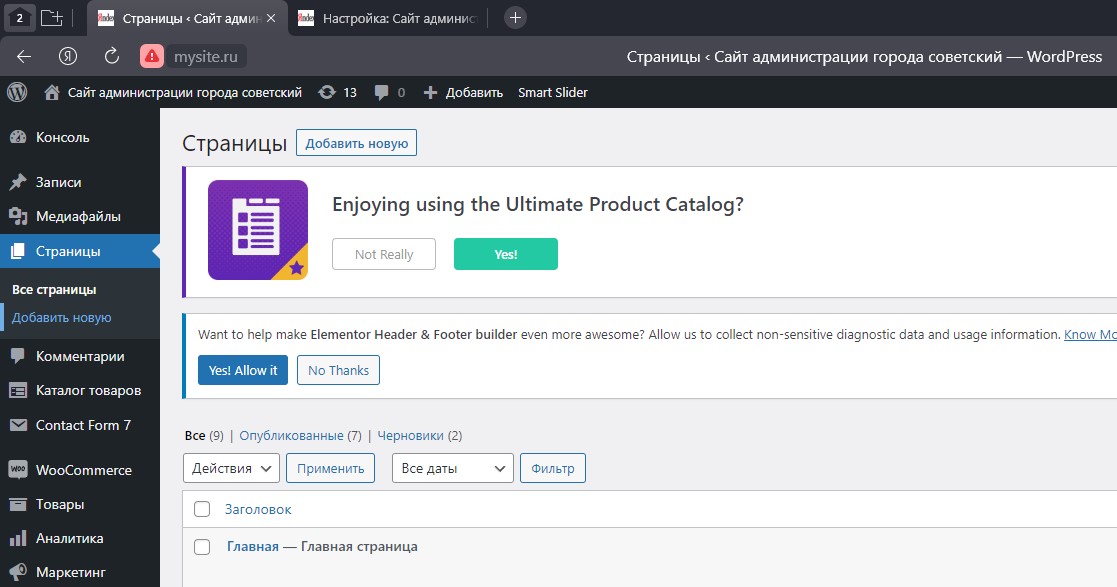 2 Страницы ‹ Сайт админ Настройка: Сайт админис
Я mysite.ru Страницы ‹ Сайт администрации города советский — WordPress
Сайт администрации города советский 13 0 Добавить Smart Slider
Консоль
Записи
Медиафайлы
Страницы
Все страницы
Добавить новую
Комментарии
Каталог товаров
Contact Form 7
WooCommerce
Товары
Аналитика
Маркетинг
Страницы Добавить новую
Enjoying using the Ultimate Product Catalog?
Not Really Yes!
Want to help make Elementor Header & Footer builder even more awesome? Allow us to collect non-sensitive diagnostic data and usage information. Know Mo
Yes! Allow it No Thanks
Все (9) | Опубликованные (7) | Черновики (2)
Действия Применить Все даты Фильтр
Заголовок
Главная — Главная страница